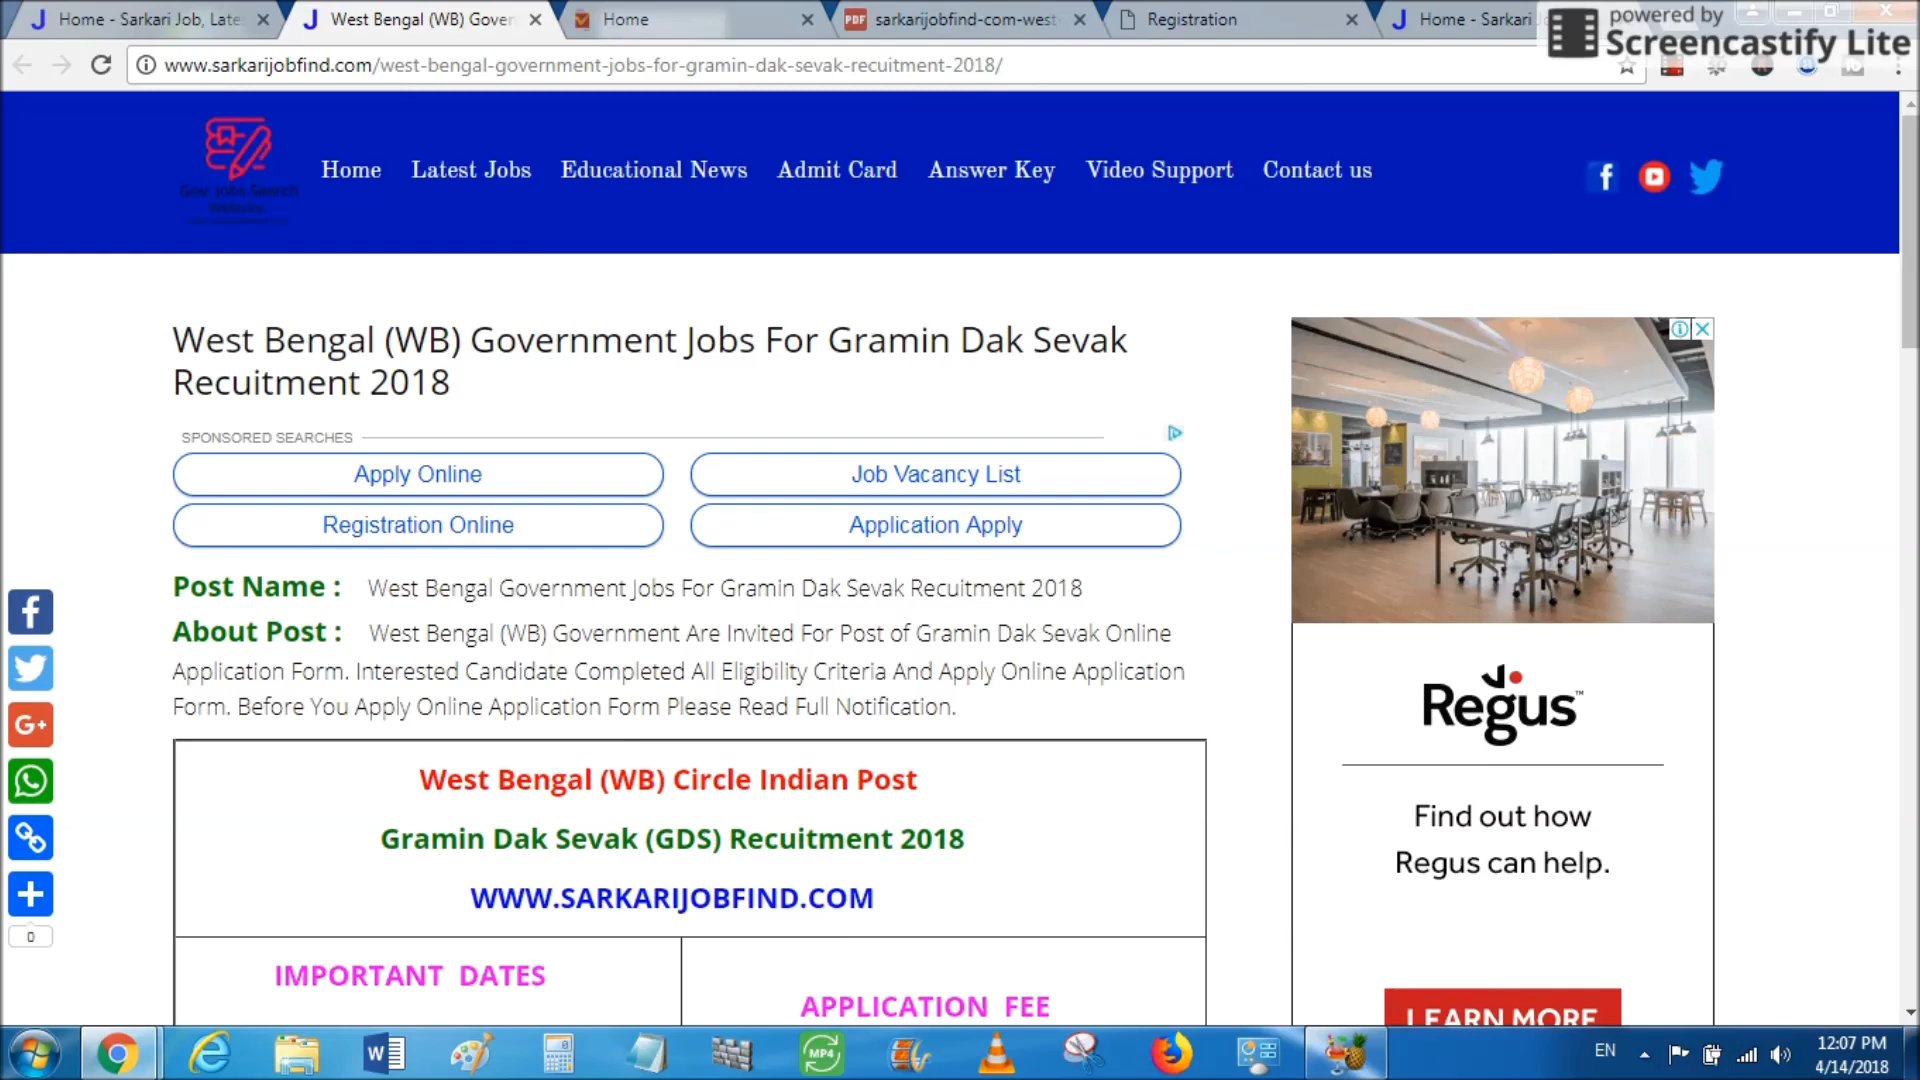 Home - Sarkari Job, Late
West Bengal (WB) Gover
Home
PDF
sarkarijobfind-com-west
Registration
Home - Sarkari
powered by
Screencastify Lite
www.sarkarijobfind.com/west-bengal-government-jobs-for-gramin-dak-sevak-recuitment-2018/
Gov. Jobs Search
Website
Home
Latest Jobs
Educational News
Admit Card
Answer Key
Video Support
Contact us
West Bengal (WB) Government Jobs For Gramin Dak Sevak
Recuitment 2018
SPONSORED SEARCHES
Apply Online
Job Vacancy List
Registration Online
Application Apply
Post Name : West Bengal Government Jobs For Gramin Dak Sevak Recuitment 2018
About Post : West Bengal (WB) Government Are Invited For Post of Gramin Dak Sevak Online
Application Form. Interested Candidate Completed All Eligibility Criteria And Apply Online Application
Form. Before You Apply Online Application Form Please Read Full Notification.
West Bengal (WB) Circle Indian Post
Gramin Dak Sevak (GDS) Recuitment 2018
WWW.SARKARIJOBFIND.COM
IMPORTANT DATES
APPLICATION FEE
G+
0
Regus™
Find out how
Regus can help.
LEARN MORE
W
MP4
EN
12:07 PM
4/14/2018